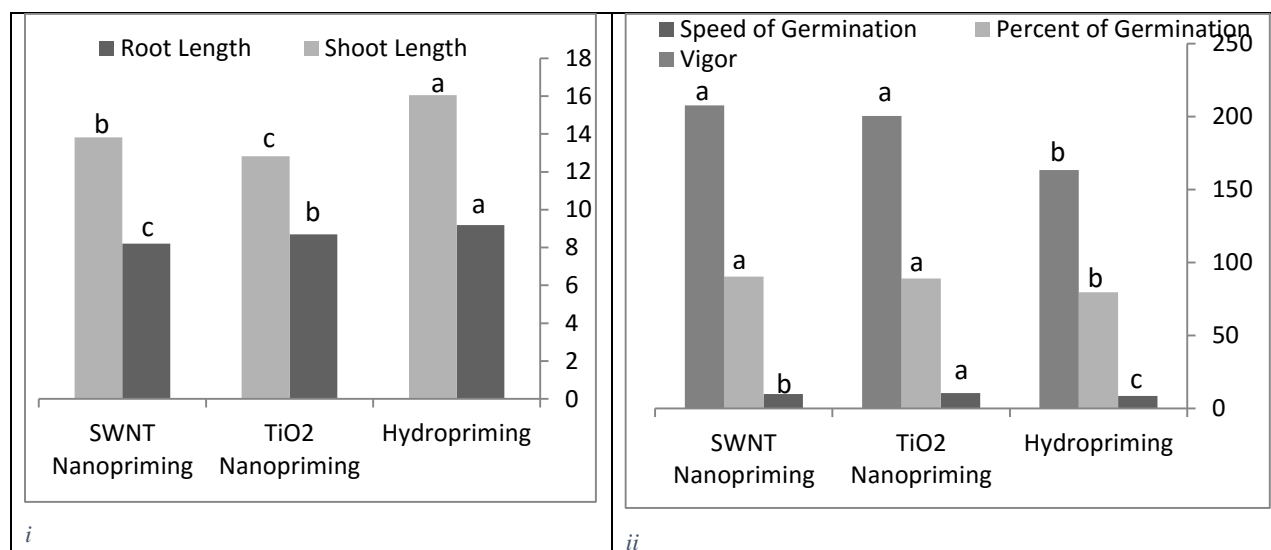 Root Length Shoot Length
18
16
14
12
10
8
6
4
2
0
b
c
c
b
a
a
SWNT Nanopriming
TiO2 Nanopriming
Hydropriming
i
Speed of Germination Percent of Germination
Vigor
250
200
150
100
50
0
a
a
b
a
a
a
b
b
c
SWNT Nanopriming
TiO2 Nanopriming
Hydropriming
ii